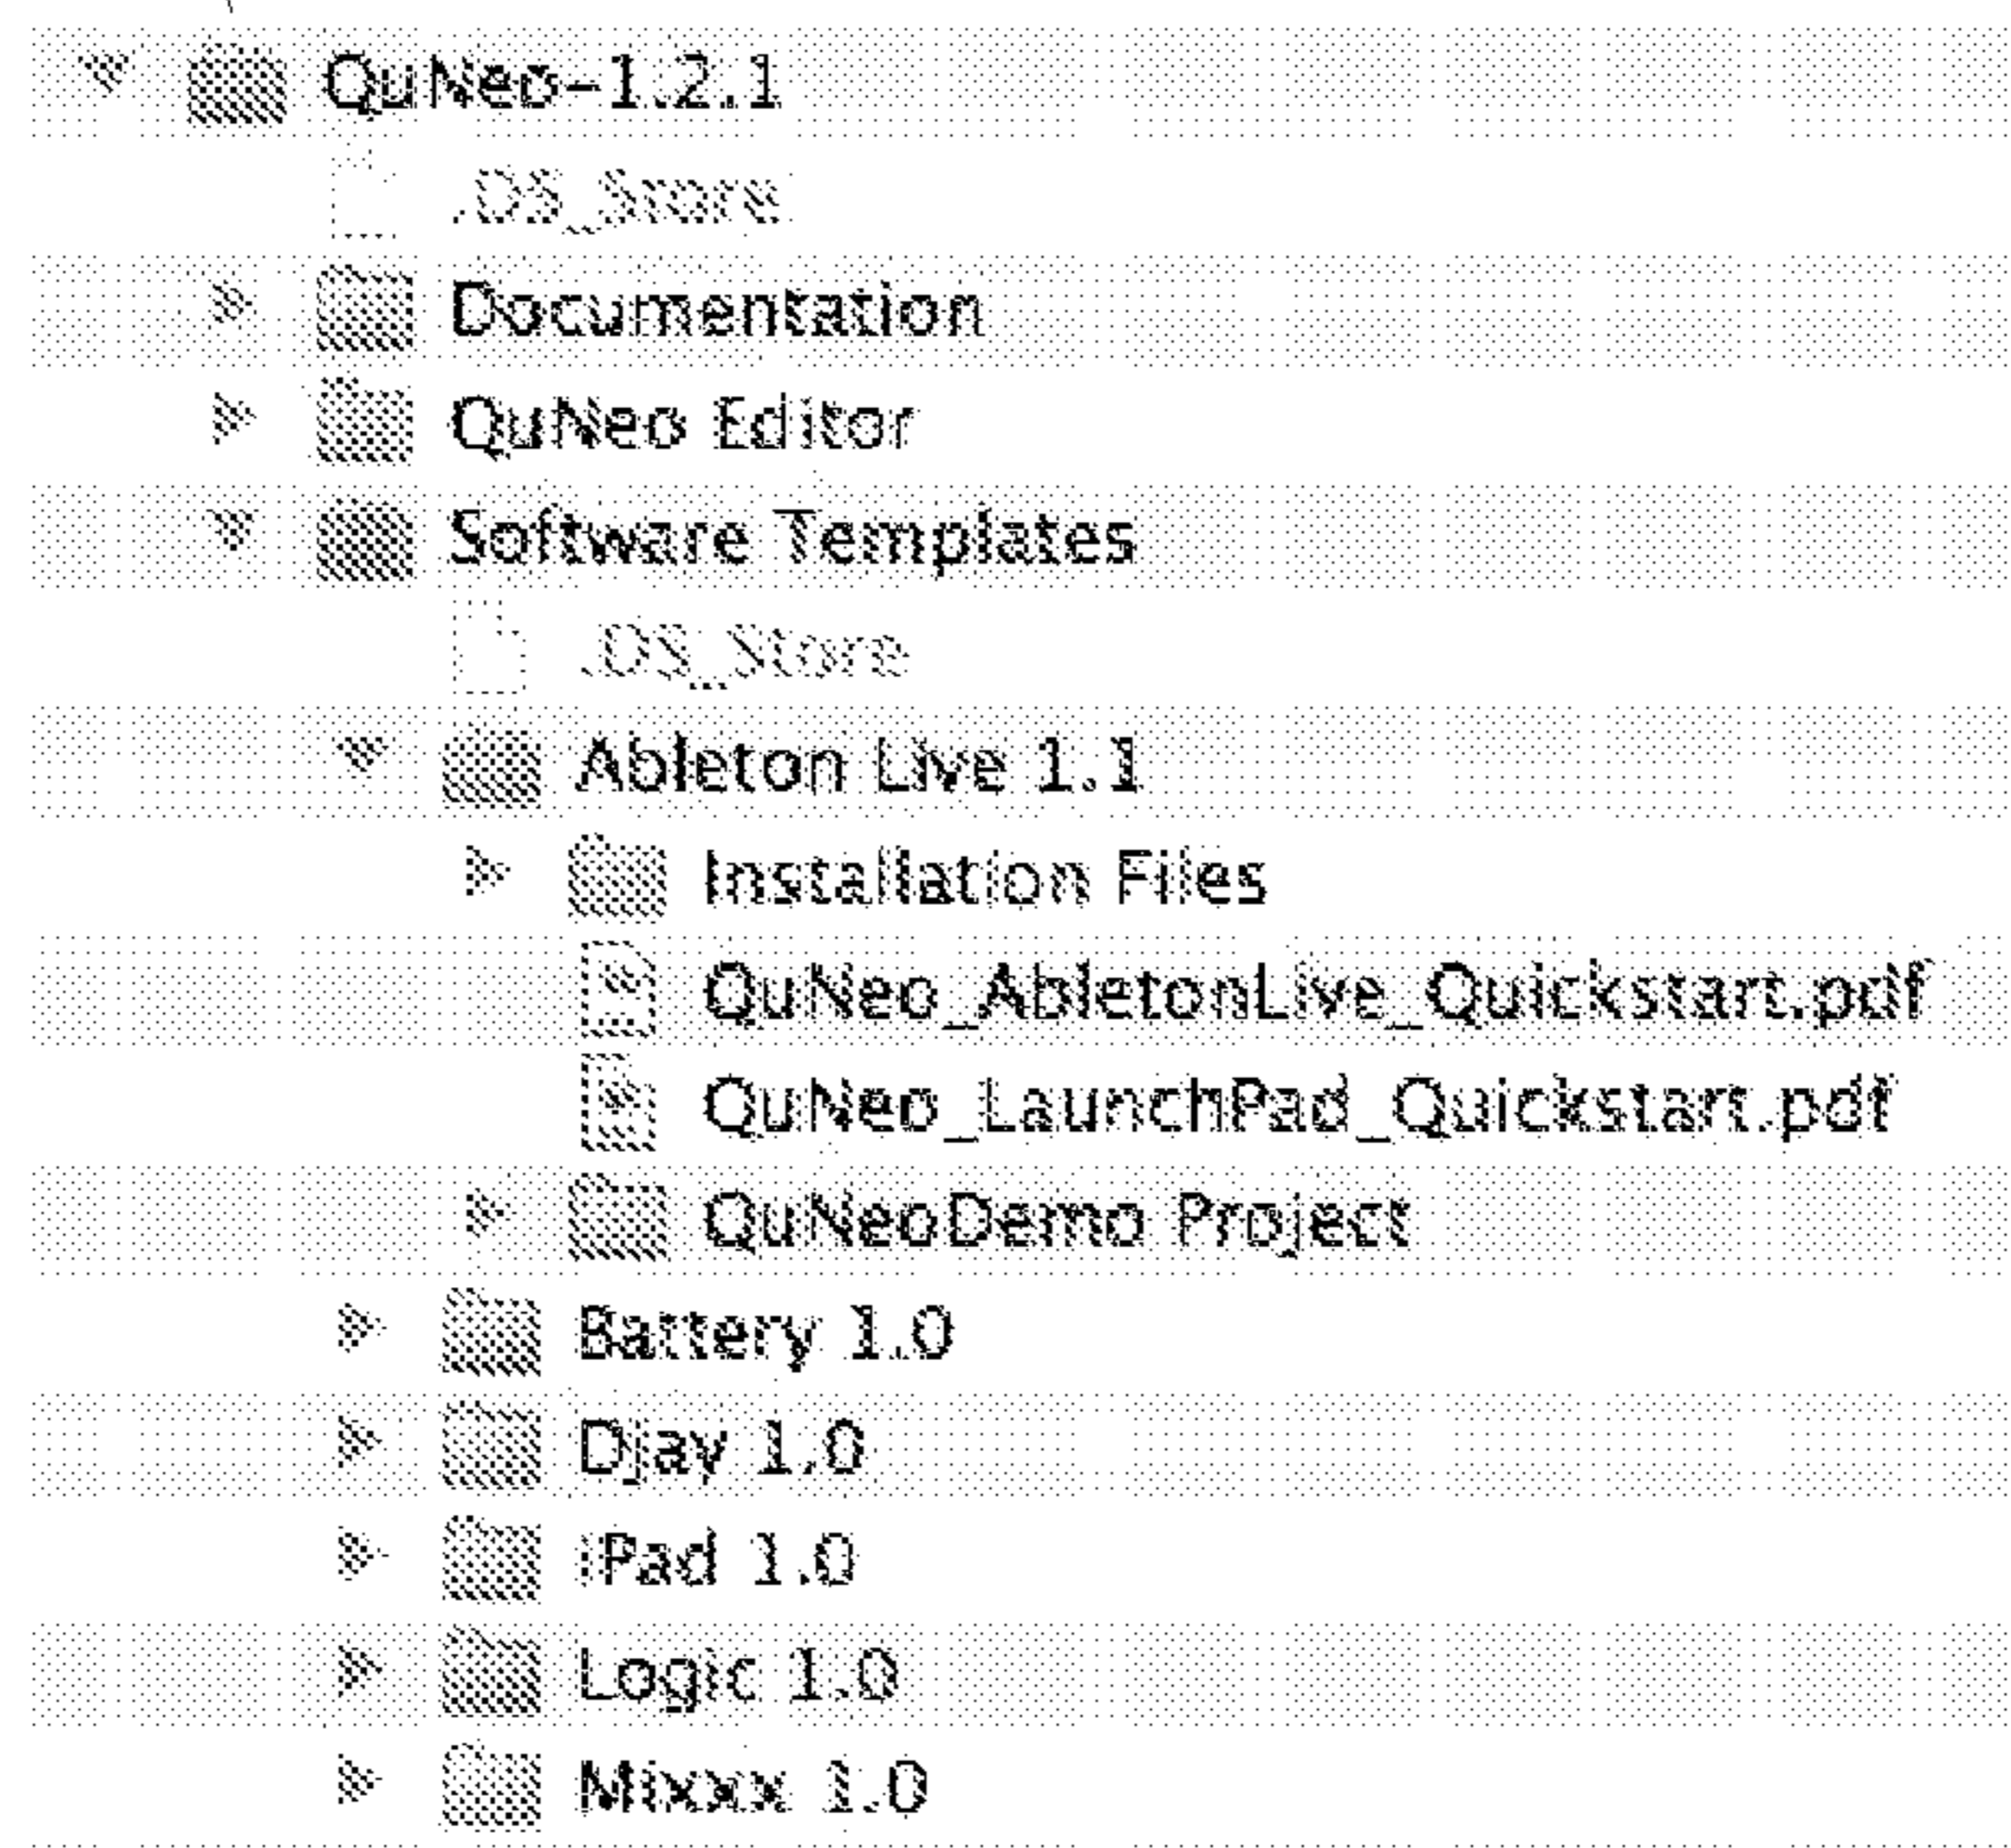 QuNeo-1.2.1
.DS_Store
Documentation
QuNeo Editor
Software Templates
.DS_Store
Ableton Live 1.1
Installation Files
QuNeo_AbletonLive_Quickstart.pdf
QuNeo_LaunchPad_Quickstart.pdf
QuNeoDemo Project
Battery 1.0
Djay 1.0
iPad 1.0
Logic 1.0
Mixxx 1.0